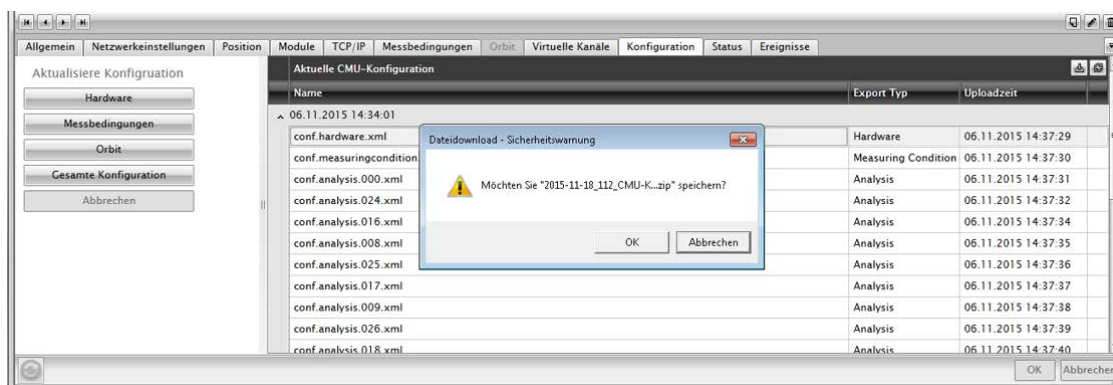 Allgemein Netzwerkeinstellungen Position Module TCP/IP Messbedingungen Orbit Virtuelle Kanäle Konfiguration Status Ereignisse
Aktualisiere Konfigruation
Hardware
Messbedingungen
Orbit
Gesamte Konfiguration
Abbrechen
Aktuelle CMU-Konfiguration
Name Export Typ Uploadzeit
06.11.2015 14:34:01
conf.hardware.xml Hardware 06.11.2015 14:37:29
conf.measuringcondition Measuring Condition 06.11.2015 14:37:30
conf.analysis.000.xml Analysis 06.11.2015 14:37:31
conf.analysis.024.xml Analysis 06.11.2015 14:37:32
conf.analysis.016.xml Analysis 06.11.2015 14:37:34
conf.analysis.008.xml Analysis 06.11.2015 14:37:35
conf.analysis.025.xml Analysis 06.11.2015 14:37:36
conf.analysis.017.xml Analysis 06.11.2015 14:37:37
conf.analysis.009.xml Analysis 06.11.2015 14:37:38
conf.analysis.026.xml Analysis 06.11.2015 14:37:39
conf.analysis.018.xml Analysis 06.11.2015 14:37:40
Dateidownload - Sicherheitswarnung
Möchten Sie "2015-11-18_112_CMU-K...zip" speichern?
OK Abbrechen
OK Abbrechen